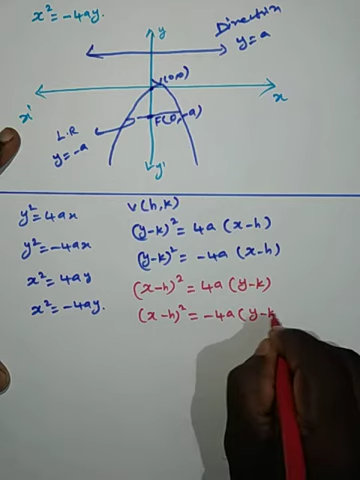 x² = -4ay.
y
Directrix
y = a
V(0,0)
x'
x
F(0,-a)
L.R
y = -a
y'
V(h,k)
y² = 4ax (y-k)² = 4a (x-h)
y² = -4ax (y-k)² = -4a (x-h)
x² = 4ay (x-h)² = 4a (y-k)
x² = -4ay. (x-h)² = -4a (y-k